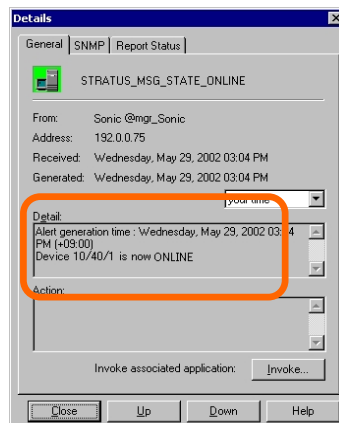 Details
General SNMP Report Status
STRATUS_MSG_STATE_ONLINE
From: Sonic @mgr_Sonic
Address: 192.0.0.75
Received: Wednesday, May 29, 2002 03:04 PM
Generated: Wednesday, May 29, 2002 03:04 PM
your time
Detail:
Alert generation time : Wednesday, May 29, 2002 03:04
PM (+09:00)
Device 10/40/1 is now ONLINE
Action:
Invoke associated application: Invoke...
Close Up Down Help